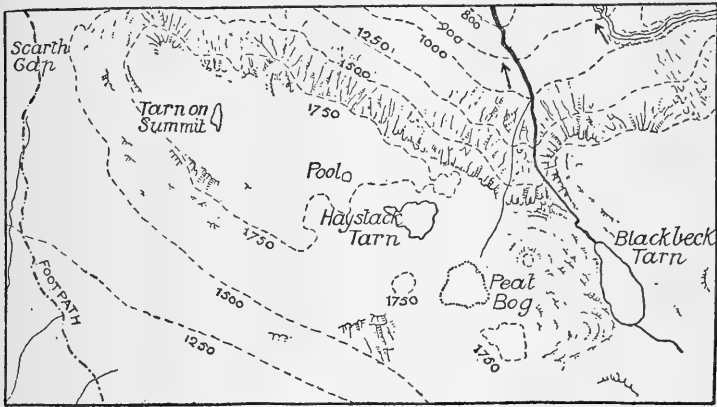 800
900
1000
1250
1500
1750
Scarth
Gap
Tarn on
Summit
Pool
Haystack
Tarn
1750
Blackbeck
Tarn
Peat
Bog
1750
1750
1500
1250
FOOTPATH